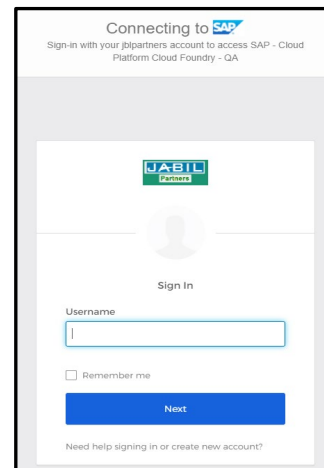 Connecting to SAP
Sign-in with your jblpartners account to access SAP - Cloud
Platform Cloud Foundry - QA
JABIL
Partners
Sign In
Username
Remember me
Next
Need help signing in or create new account?